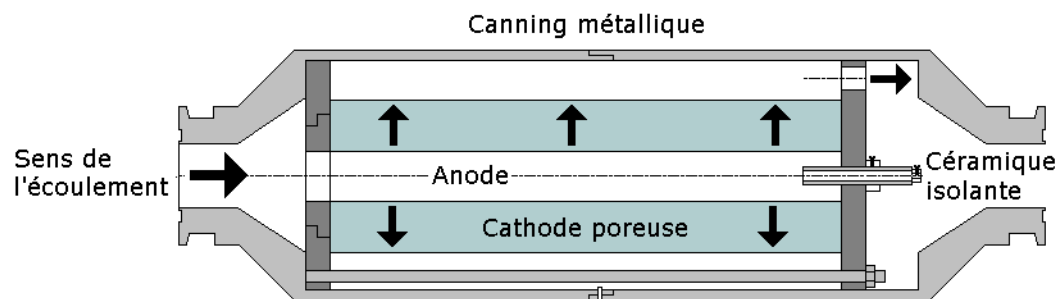 Canning métallique
Sens de
l'écoulement
Anode
Céramique
isolante
Cathode poreuse